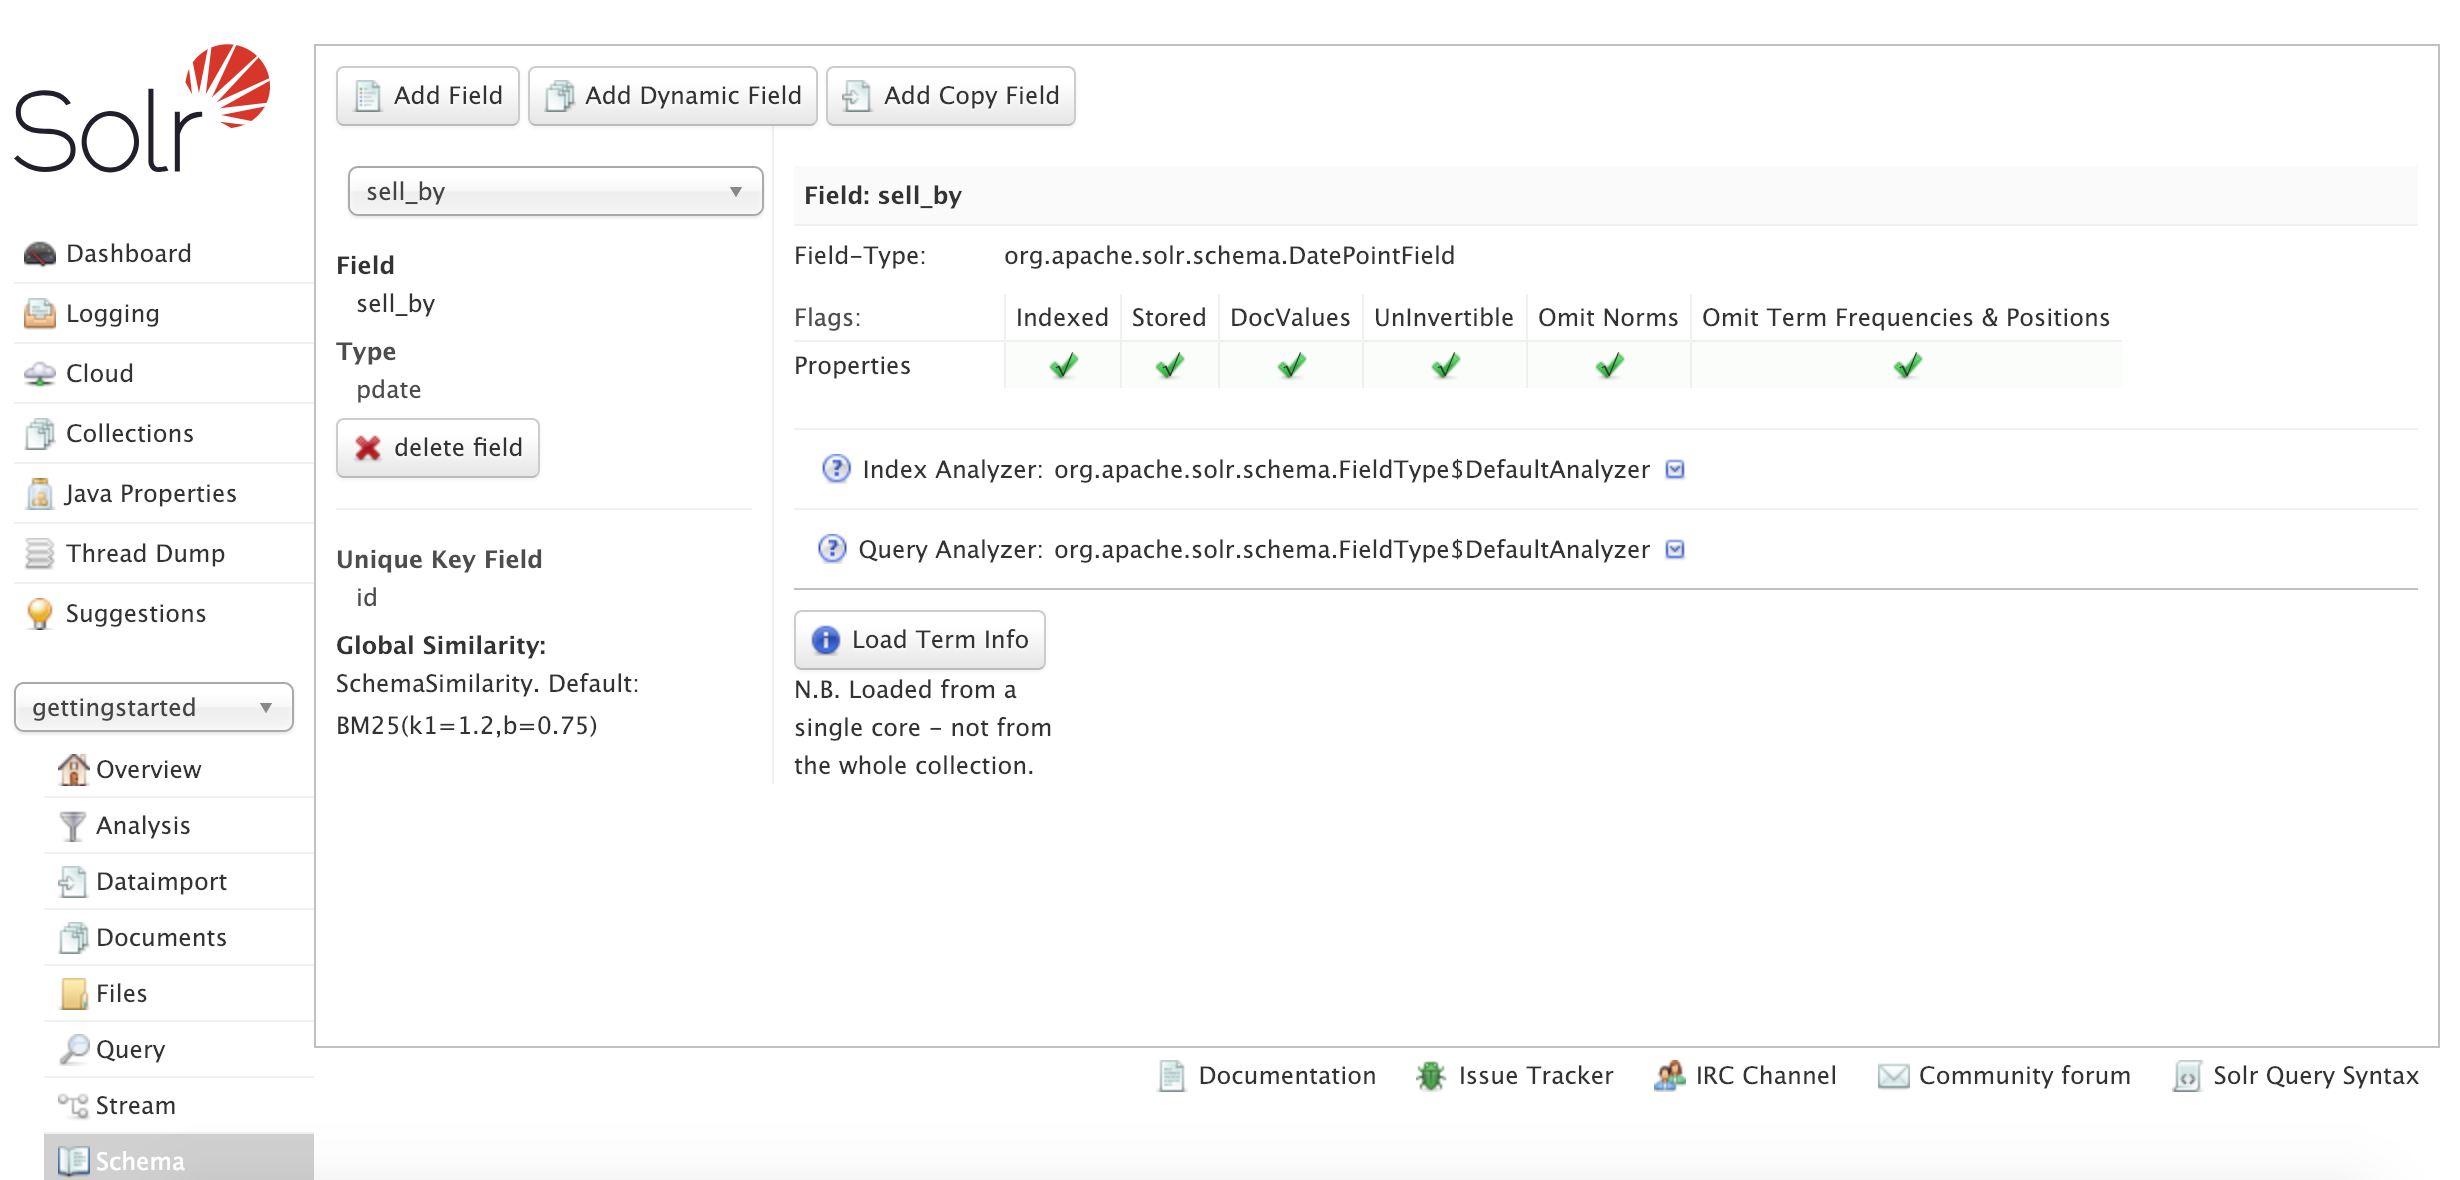 Solr
Dashboard
Logging
Cloud
Collections
Java Properties
Thread Dump
Suggestions
gettingstarted
Overview
Analysis
Dataimport
Documents
Files
Query
Stream
Schema
Add Field Add Dynamic Field Add Copy Field
sell_by
Field
sell_by
Type
pdate
delete field
Unique Key Field
id
Global Similarity:
SchemaSimilarity. Default:
BM25(k1=1.2,b=0.75)
Field: sell_by
Field-Type: org.apache.solr.schema.DatePointField
Flags: Indexed Stored DocValues UnInvertible Omit Norms Omit Term Frequencies & Positions
Properties
Index Analyzer: org.apache.solr.schema.FieldType$DefaultAnalyzer
Query Analyzer: org.apache.solr.schema.FieldType$DefaultAnalyzer
Load Term Info
N.B. Loaded from a
single core – not from
the whole collection.
Documentation Issue Tracker IRC Channel Community forum Solr Query Syntax